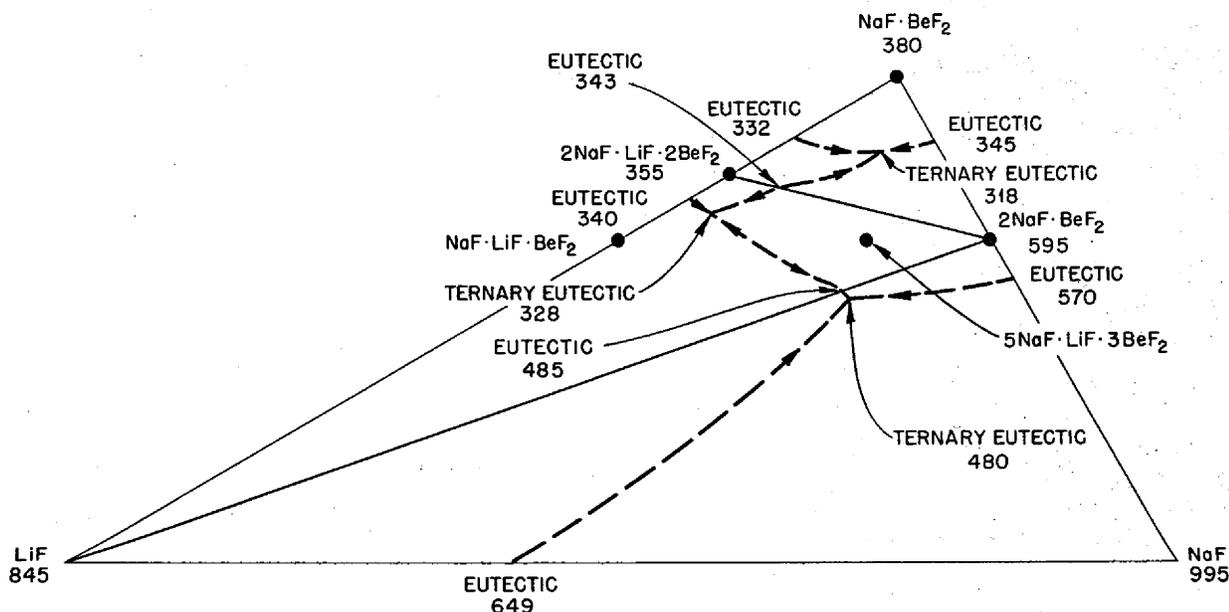 NaF·BeF₂
380
EUTECTIC
343
EUTECTIC
332
EUTECTIC
345
2NaF·LiF·2BeF₂
355
TERNARY EUTECTIC
318
EUTECTIC
340
NaF·LiF·BeF₂
2NaF·BeF₂
595
EUTECTIC
570
TERNARY EUTECTIC
328
5NaF·LiF·3BeF₂
EUTECTIC
485
TERNARY EUTECTIC
480
LiF
845
NaF
995
EUTECTIC
649